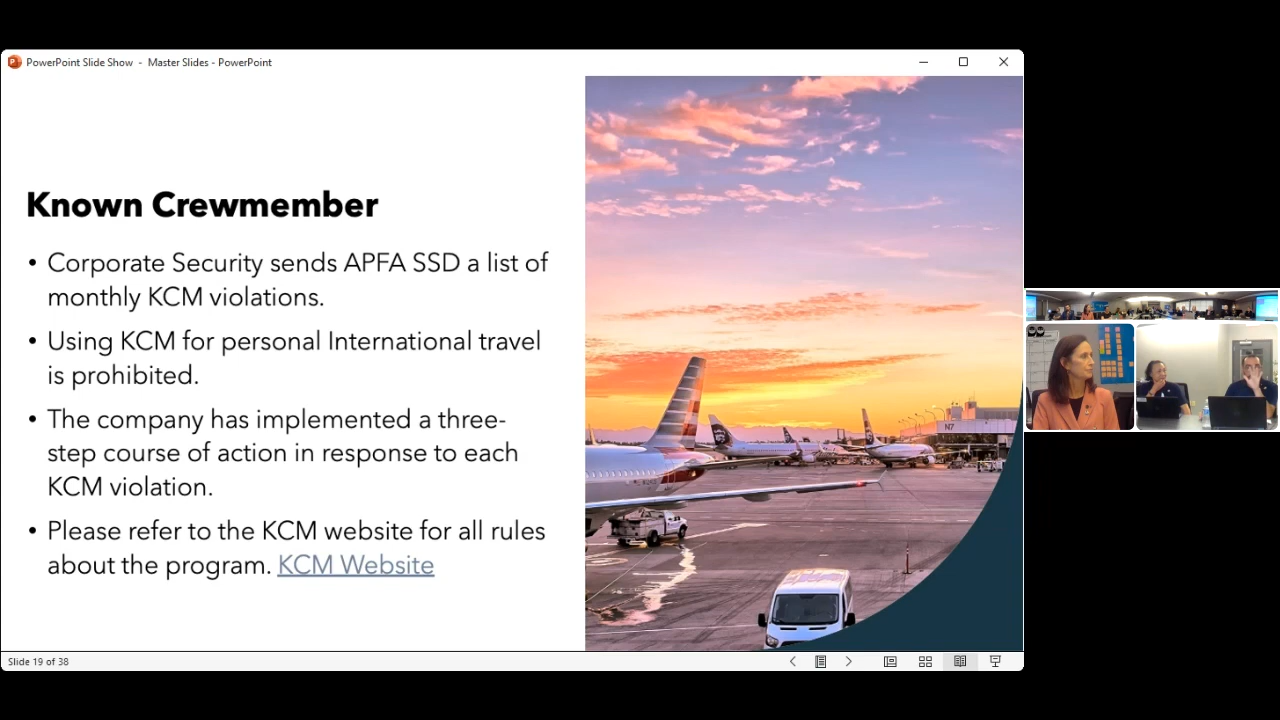 PowerPoint Slide Show - Master Slides - PowerPoint
Known Crewmember
• Corporate Security sends APFA SSD a list of
monthly KCM violations.
• Using KCM for personal International travel
is prohibited.
• The company has implemented a three-
step course of action in response to each
KCM violation.
• Please refer to the KCM website for all rules
about the program. KCM Website
N7
Slide 19 of 38